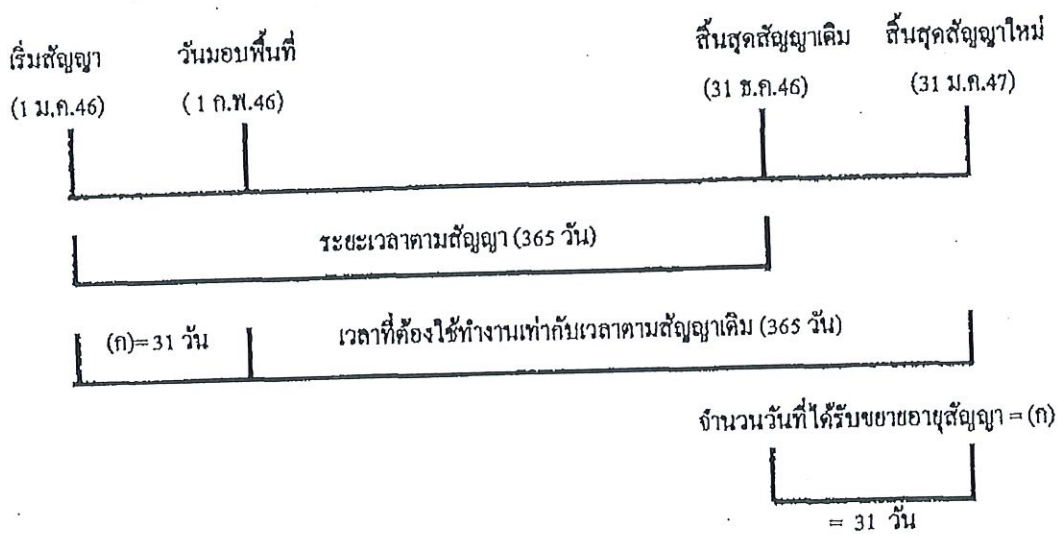 เริ่มสัญญา วันมอบพื้นที่ สิ้นสุดสัญญาเดิม สิ้นสุดสัญญาใหม่
(1 ม.ค.46) ( 1 ก.พ.46) (31 ธ.ค.46) (31 ม.ค.47)
ระยะเวลาตามสัญญา (365 วัน)
(ก)=31 วัน เวลาที่ต้องใช้ทำงานเท่ากับเวลาตามสัญญาเดิม (365 วัน)
จำนวนวันที่ได้รับขยายอายุสัญญา = (ก)
= 31 วัน